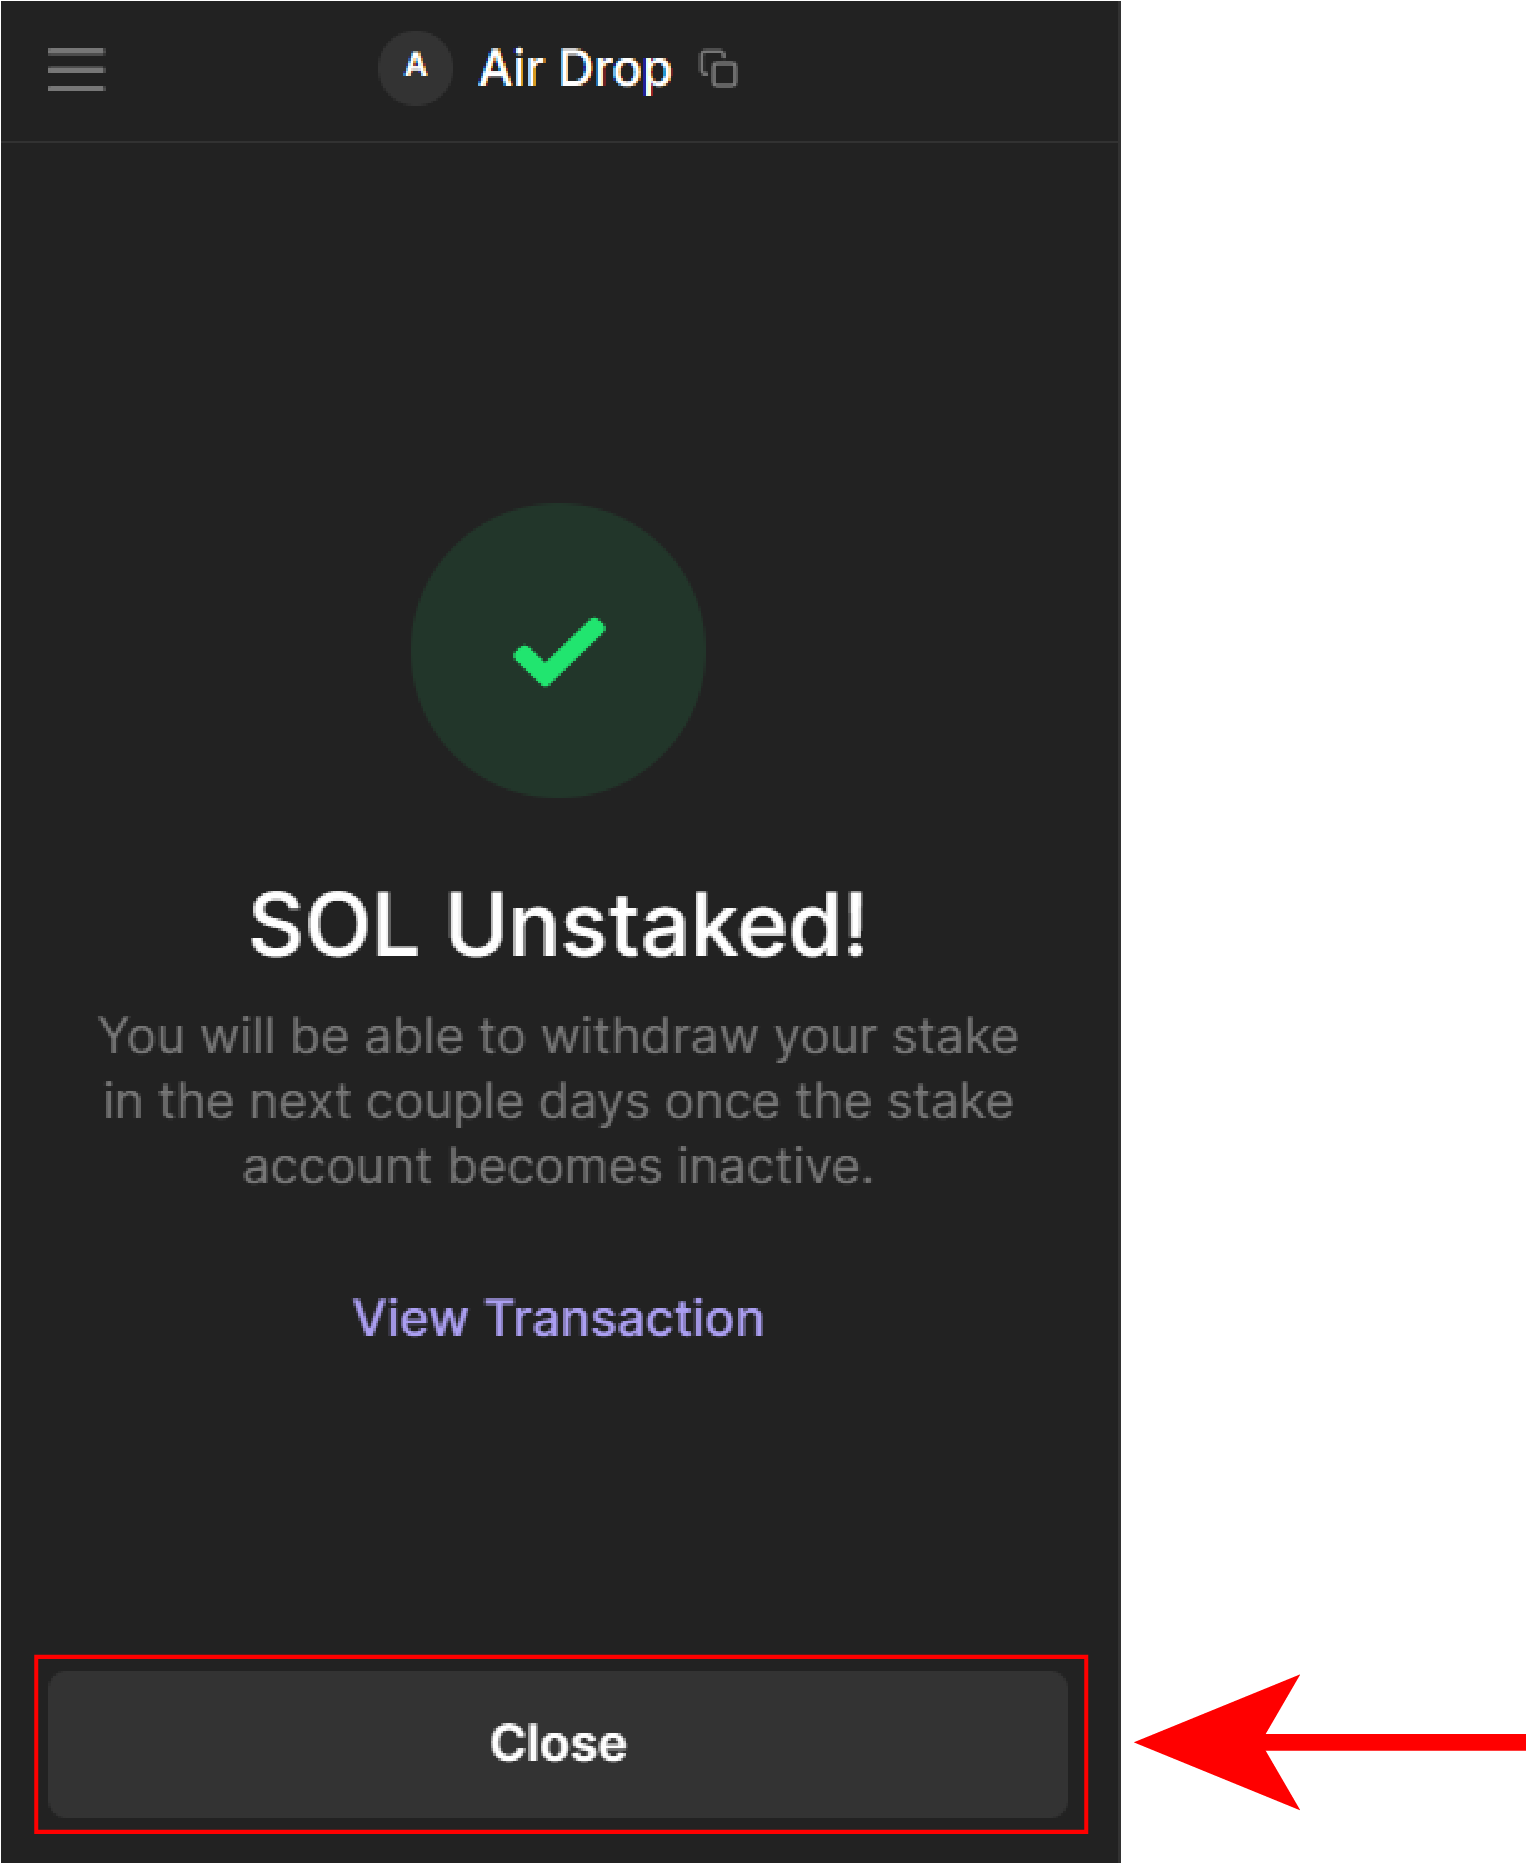 A Air Drop
SOL Unstaked!
You will be able to withdraw your stake
in the next couple days once the stake
account becomes inactive.
View Transaction
Close